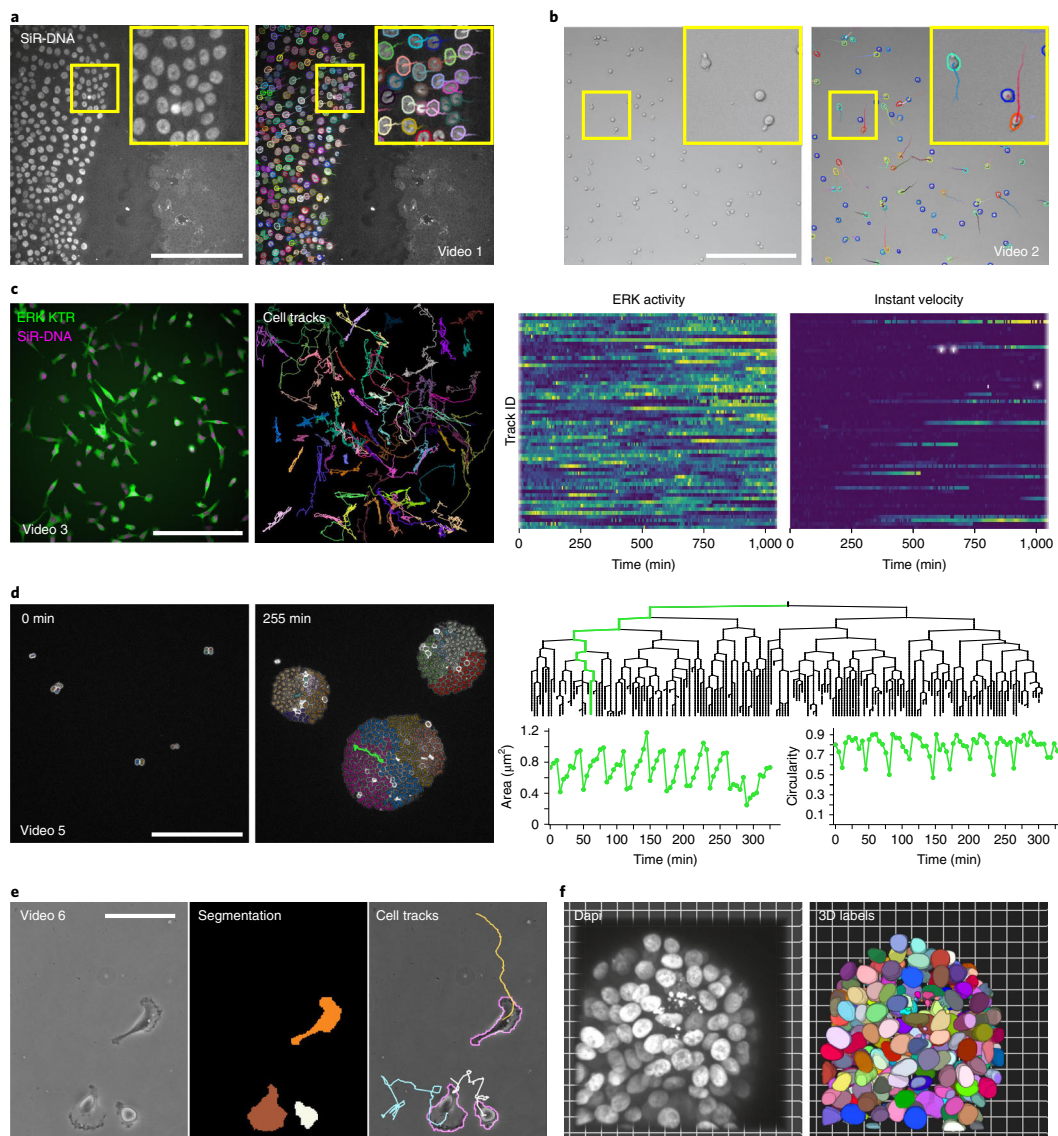 a
SiR-DNA
Video 1
b
Video 2
c
ERK KTR
SiR-DNA
Video 3
Cell tracks
ERK activity
Instant velocity
Track ID
0 250 500 750 1,000
0 250 500 750 1,000
Time (min)
Time (min)
d
0 min
Video 5
255 min
Area (µm²)
1.2
0.8
0.4
0
0 50 100 150 200 250 300
Time (min)
Circularity
0.9
0.7
0.5
0.3
0.1
0 50 100 150 200 250 300
Time (min)
e
Video 6
Segmentation
Cell tracks
f
Dapi
3D labels